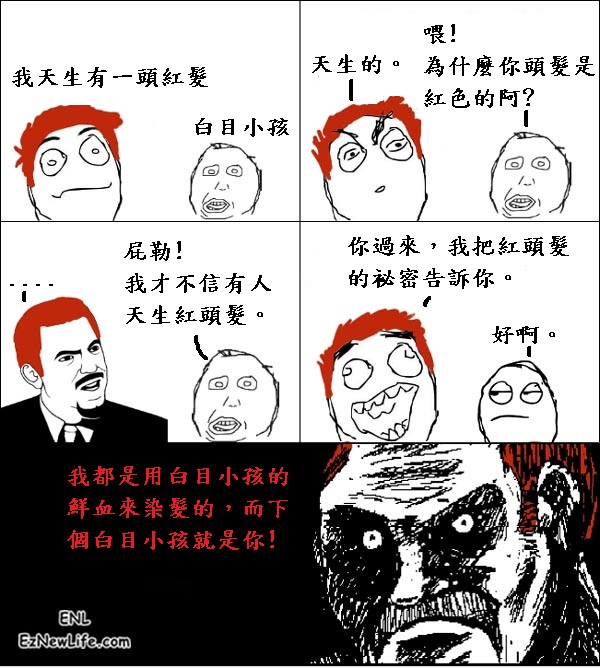 我天生有一頭紅髮
白目小孩
喂!
為什麼你頭髮是
紅色的阿?
天生的。
屁勒!
我才不信有人
天生紅頭髮。
....
你過來，我把紅頭髮
的祕密告訴你。
好啊。
我都是用白目小孩的
鮮血來染髮的，而下
個白目小孩就是你!
ENL
EzNewLife.com